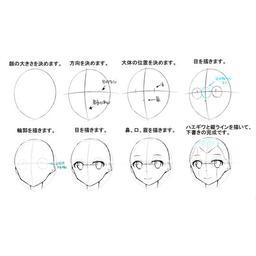 顔の大きさを決めます。
方向を決めます。
大体の位置を決めます。
目を描きます。
輪郭を描きます。
目を描きます。
鼻、口、眉を描きます。
ハエギワと縦ラインを描いて、
下書きの完成です。